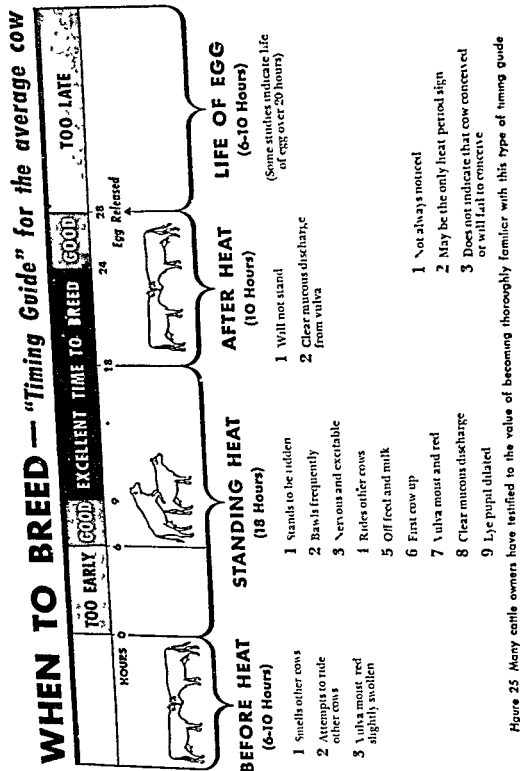 WHEN TO BREED — "Timing Guide" for the average cow
TOO EARLY GOOD EXCELLENT TIME TO BREED GOOD TOO LATE
HOURS 0 6 9 18 24 28
Egg Released
BEFORE HEAT
(6-10 Hours)
1 Smells other cows
2 Attempts to ride
other cows
3 Vulva moist red
slightly swollen
STANDING HEAT
(18 Hours)
1 Stands to be ridden
2 Bawls frequently
3 Nervous and excitable
4 Rides other cows
5 Off feed and milk
6 First cow up
7 Vulva moist and red
8 Clear mucous discharge
9 Eye pupil dilated
AFTER HEAT
(10 Hours)
1 Will not stand
2 Clear mucous discharge
from vulva
LIFE OF EGG
(6-10 Hours)
(Some studies indicate life
of egg over 20 hours)
1 Not always noticed
2 May be the only heat period sign
3 Does not indicate that cow conceived
or will fail to conceive
Figure 25 Many cattle owners have testified to the value of becoming thoroughly familiar with this type of timing guide